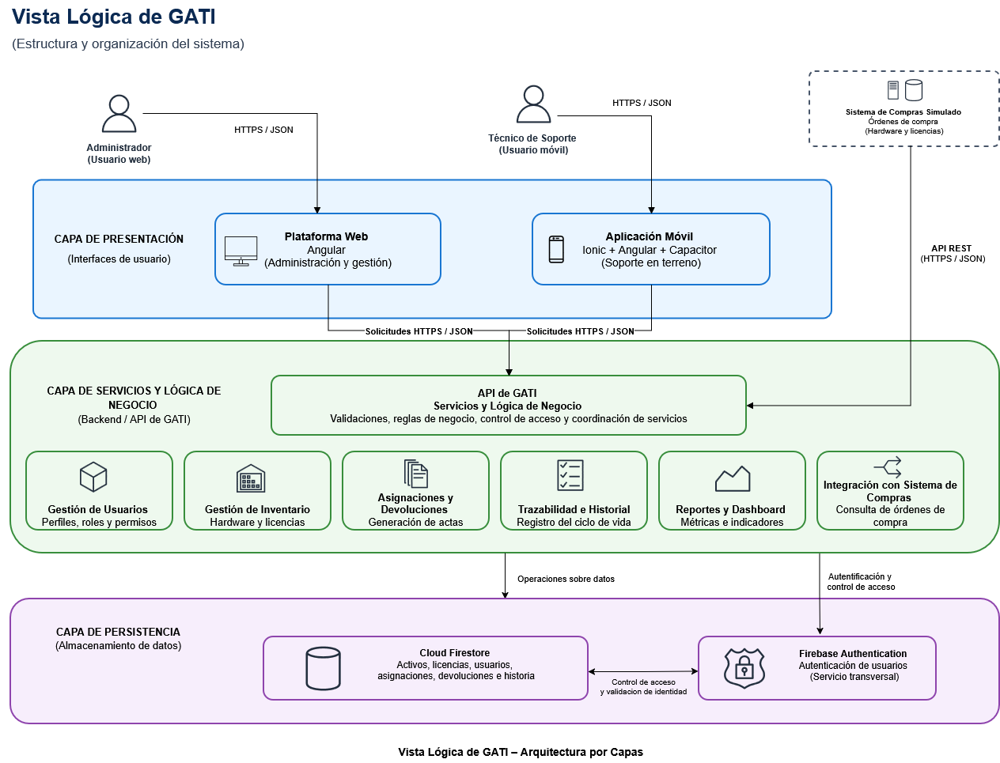 Vista Lógica de GATI
(Estructura y organización del sistema)
Administrador
(Usuario web)
HTTPS / JSON
Técnico de Soporte
(Usuario móvil)
HTTPS / JSON
Sistema de Compras Simulado
Órdenes de compra
(Hardware y licencias)
CAPA DE PRESENTACIÓN
(Interfaces de usuario)
Plataforma Web
Angular
(Administración y gestión)
Aplicación Móvil
Ionic + Angular + Capacitor
(Soporte en terreno)
API REST
(HTTPS / JSON)
Solicitudes HTTPS / JSON
Solicitudes HTTPS / JSON
CAPA DE SERVICIOS Y LÓGICA DE
NEGOCIO
(Backend / API de GATI)
API de GATI
Servicios y Lógica de Negocio
Validaciones, reglas de negocio, control de acceso y coordinación de servicios
Gestión de Usuarios
Perfiles, roles y permisos
Gestión de Inventario
Hardware y licencias
Asignaciones y
Devoluciones
Generación de actas
Trazabilidad e Historial
Registro del ciclo de vida
Reportes y Dashboard
Métricas e indicadores
Integración con Sistema de
Compras
Consulta de órdenes de
compra
Operaciones sobre datos
Autentificación y
control de acceso
CAPA DE PERSISTENCIA
(Almacenamiento de datos)
Cloud Firestore
Activos, licencias, usuarios,
asignaciones, devoluciones e historia
Control de acceso
y validacion de identidad
Firebase Authentication
Autenticación de usuarios
(Servicio transversal)
Vista Lógica de GATI – Arquitectura por Capas